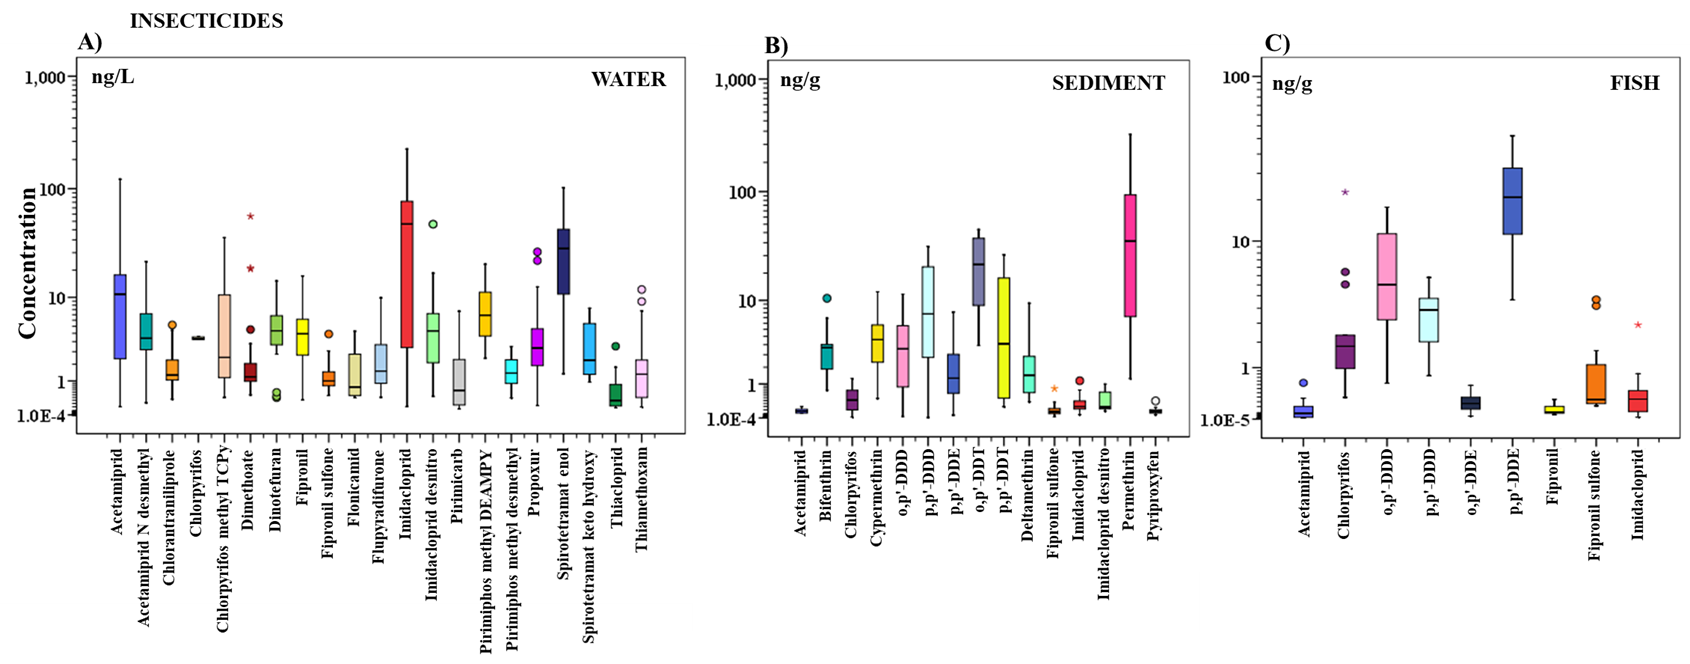 INSECTICIDES
A)
ng/L
WATER
Concentration
1,000
100
10
1
1.0E-4
Acetamiprid
Acetamiprid N desmethyl
Chlorantraniliprole
Chlorpyrifos
Chlorpyrifos methyl TCPy
Dimethoate
Dinotefuran
Fipronil
Fipronil sulfone
Flonicamid
Flupyradifurone
Imidacloprid
Imidacloprid desnitro
Pirimicarb
Pirimiphos methyl DEAMPY
Pirimiphos methyl desmethyl
Propoxur
Spirotetramat enol
Spirotetramat keto hydroxy
Thiacloprid
Thiamethoxam
B)
ng/g
SEDIMENT
1,000
100
10
1
1.0E-4
Acetamiprid
Bifenthrin
Chlorpyrifos
Cypermethrin
o,p'-DDD
p,p'-DDD
p,p'-DDE
o,p'-DDT
p,p'-DDT
Deltamethrin
Fipronil sulfone
Imidacloprid
Imidacloprid desnitro
Permethrin
Pyriproxyfen
C)
ng/g
FISH
100
10
1
1.0E-5
Acetamiprid
Chlorpyrifos
o,p'-DDD
p,p'-DDD
o,p'-DDE
p,p'-DDE
Fipronil
Fipronil sulfone
Imidacloprid